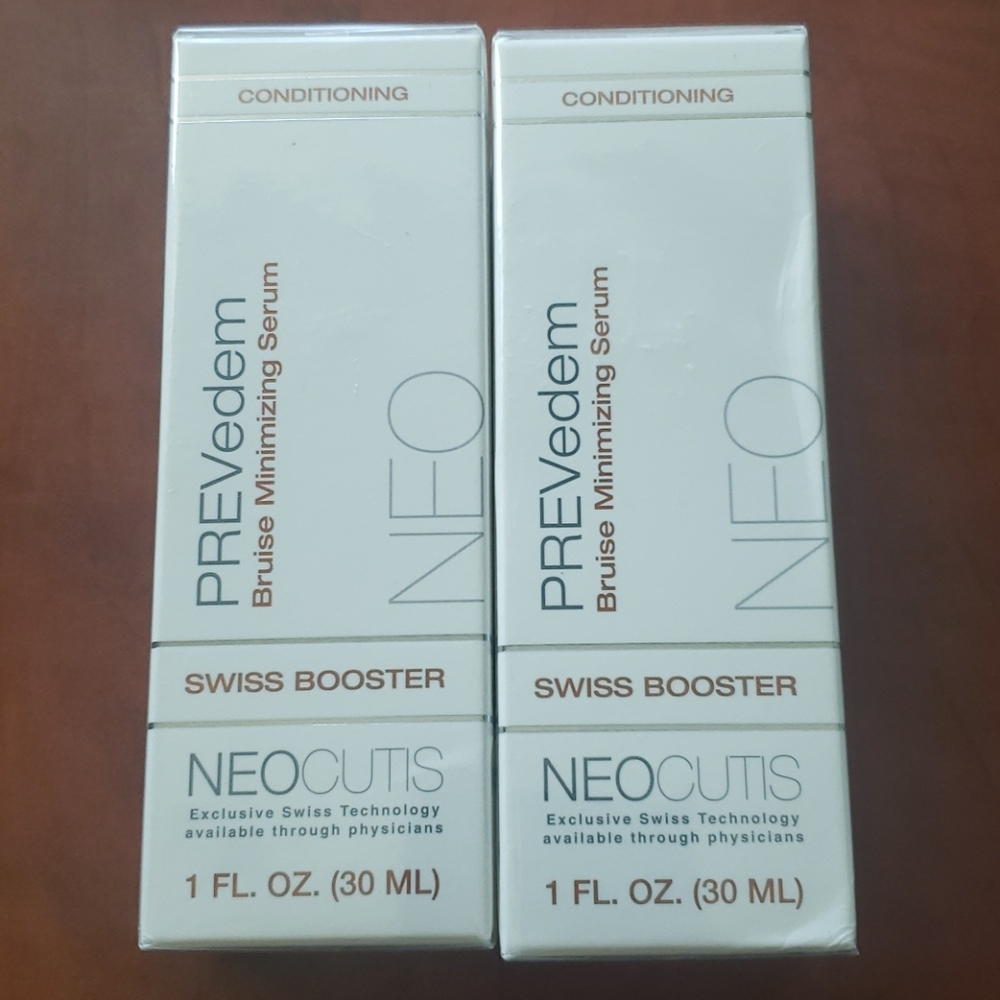 CONDITIONING
PREVedem
Bruise Minimizing Serum
NEO
SWISS BOOSTER
NEOCUTIS
Exclusive Swiss Technology
available through physicians
1 FL. OZ. (30 ML)
CONDITIONING
PREVedem
Bruise Minimizing Serum
NEO
SWISS BOOSTER
NEOCUTIS
Exclusive Swiss Technology
available through physicians
1 FL. OZ. (30 ML)